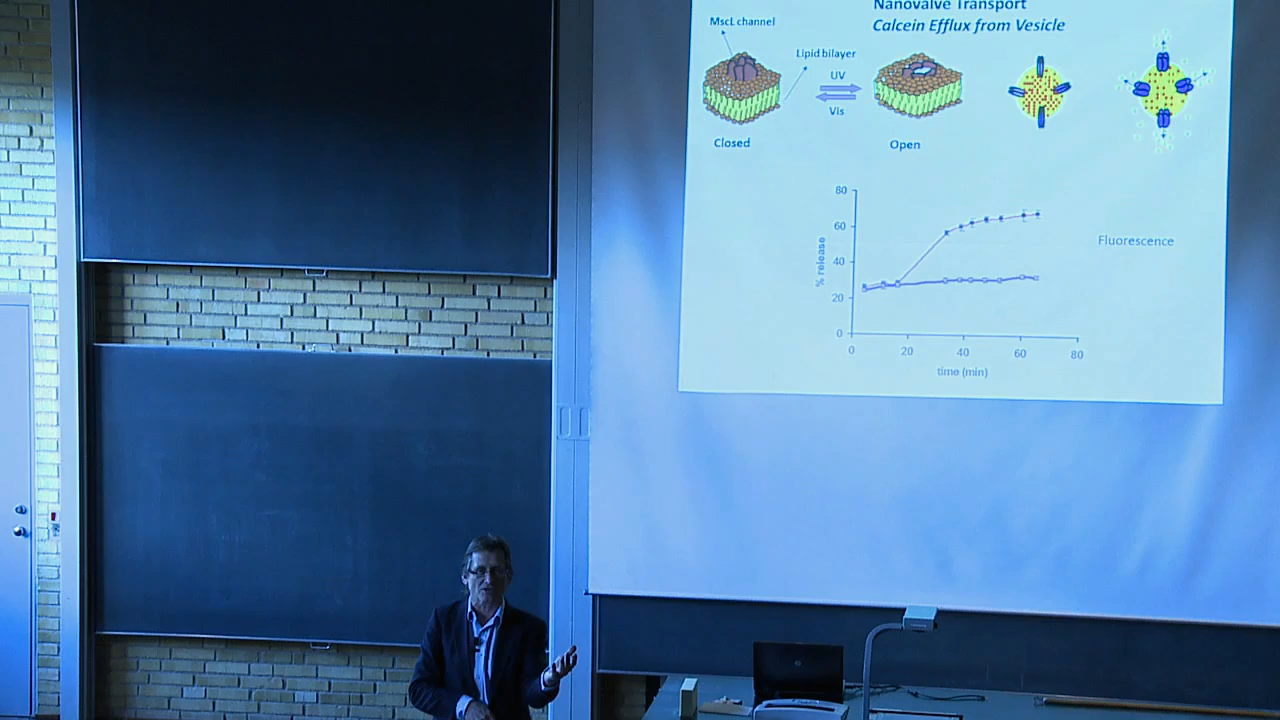 Nanovalve Transport
Calcein Efflux from Vesicle
MscL channel
Lipid bilayer
UV
Vis
Closed
Open
80
60
40
20
0
% release
0 20 40 60 80
time (min)
Fluorescence